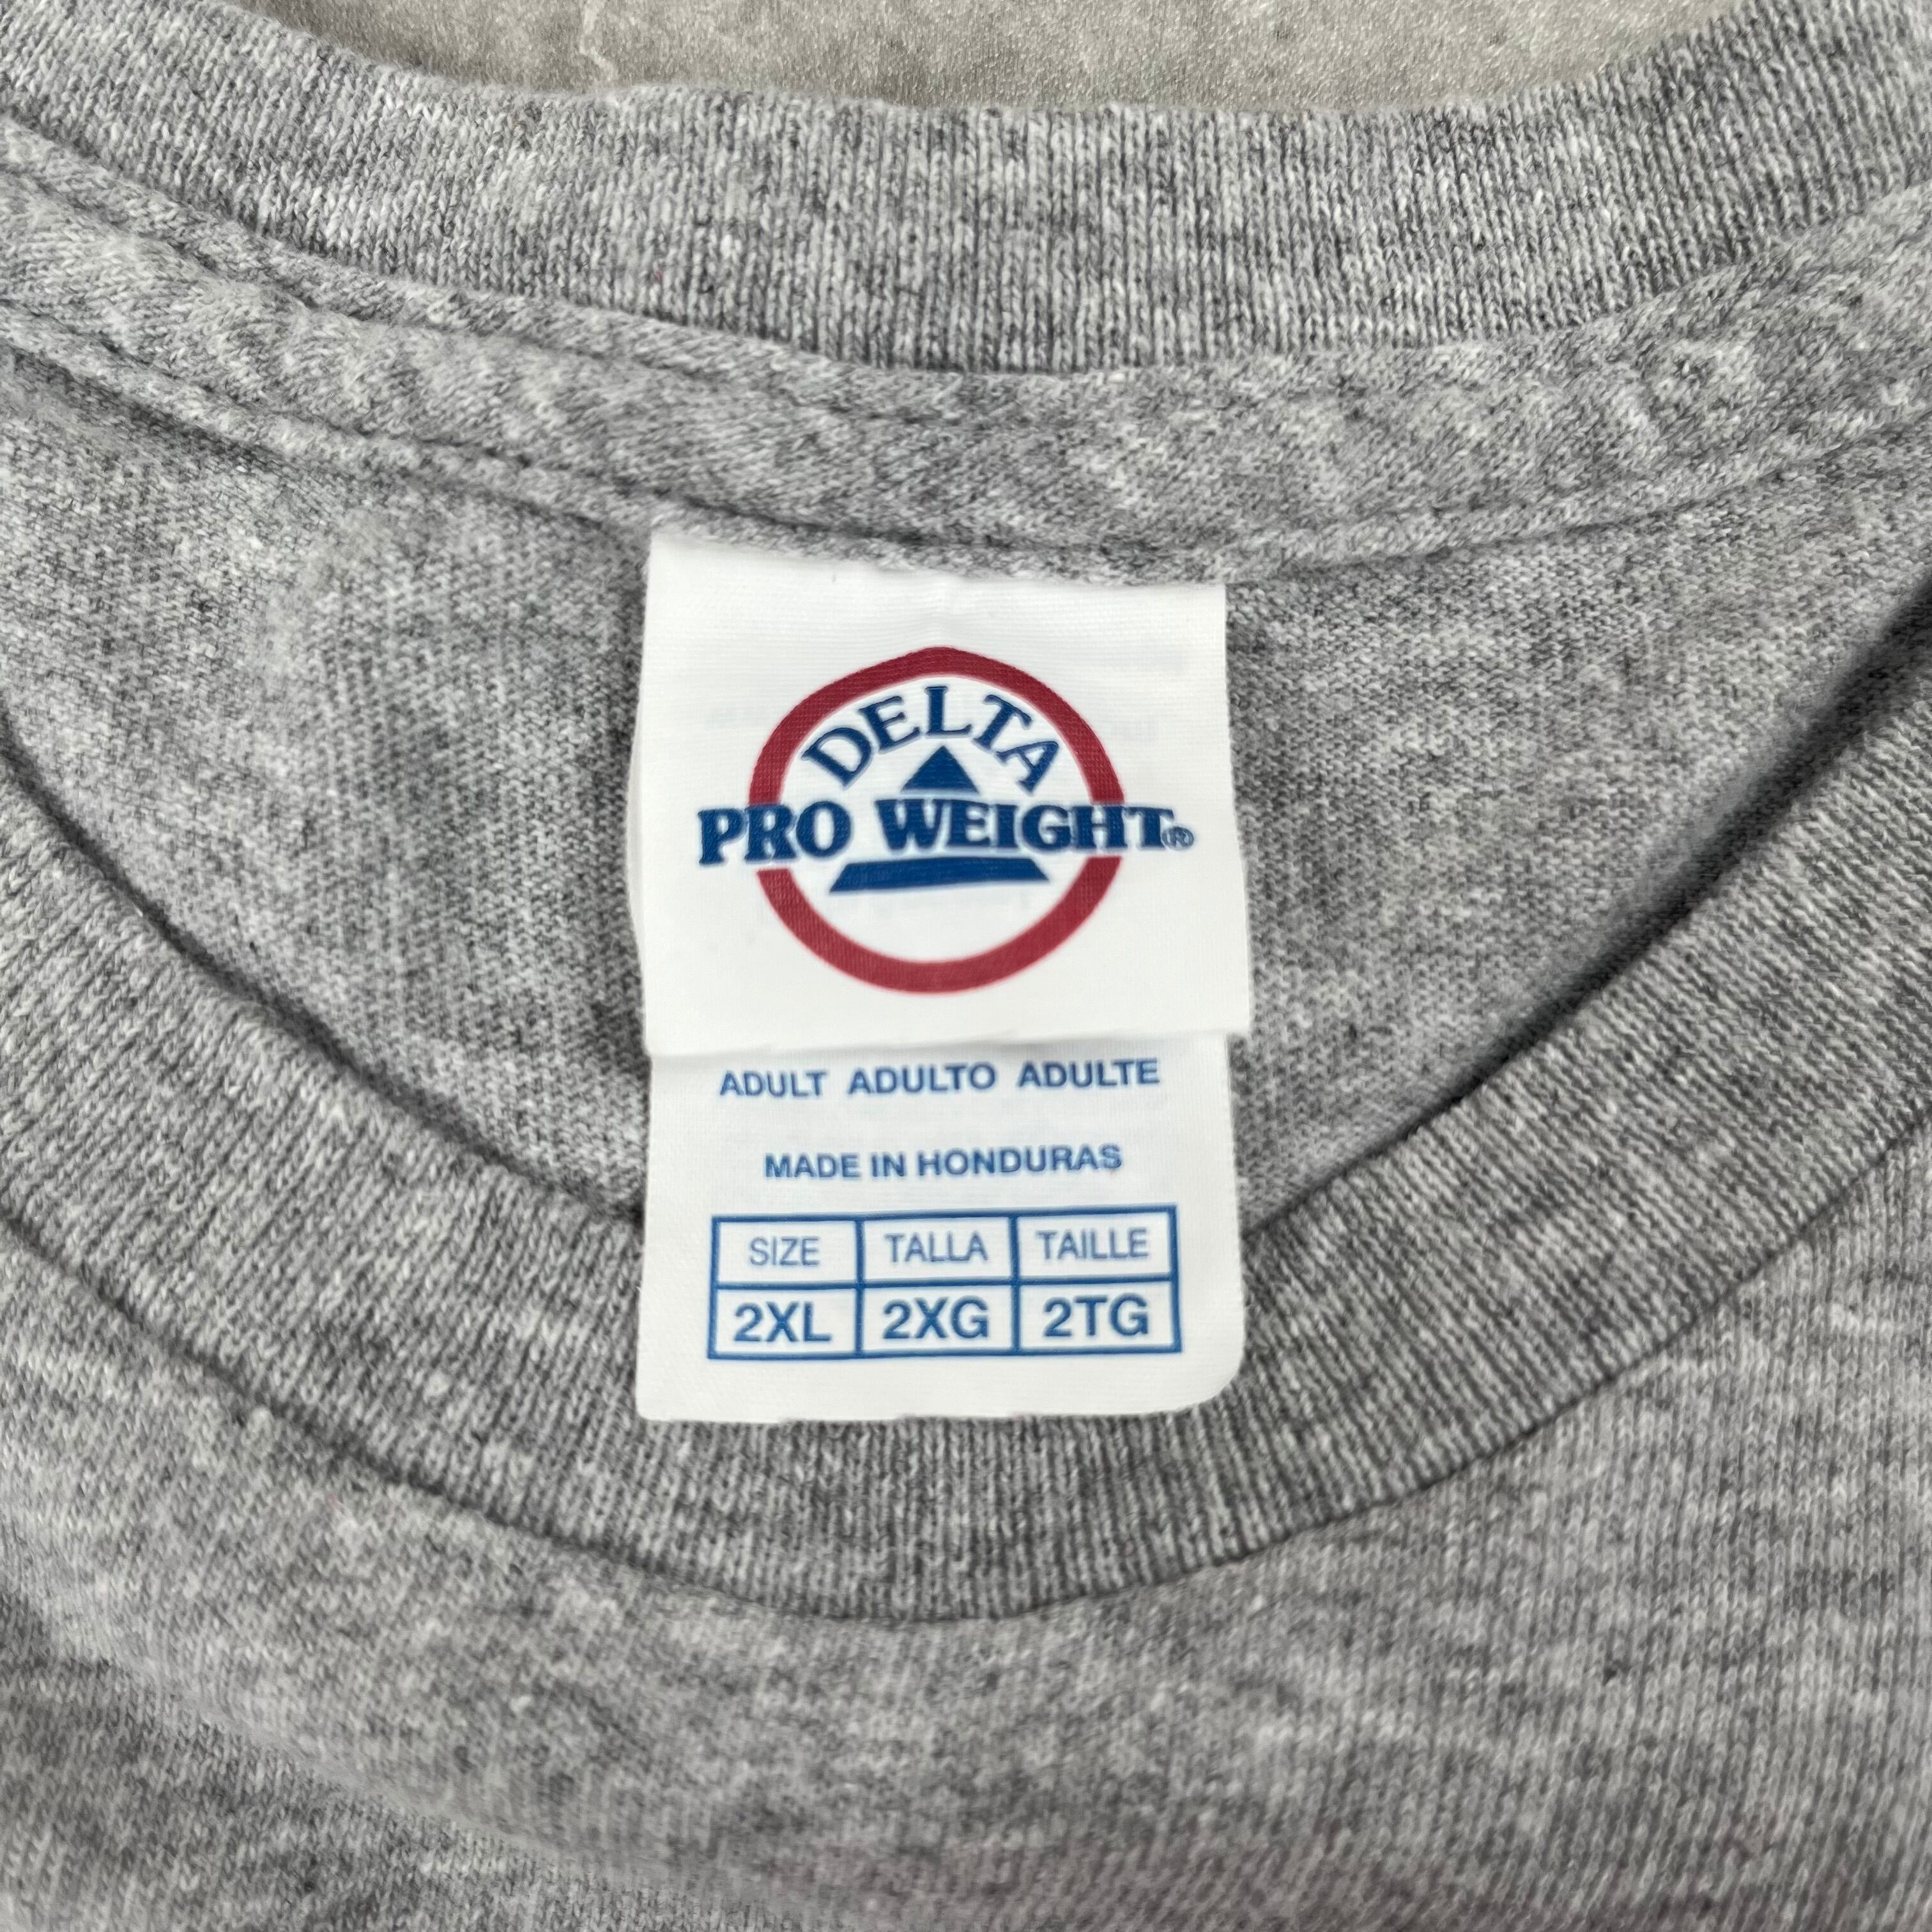 DELTA
PRO WEIGHT®
ADULT ADULTO ADULTE
MADE IN HONDURAS
SIZE TALLA TAILLE
2XL 2XG 2TG